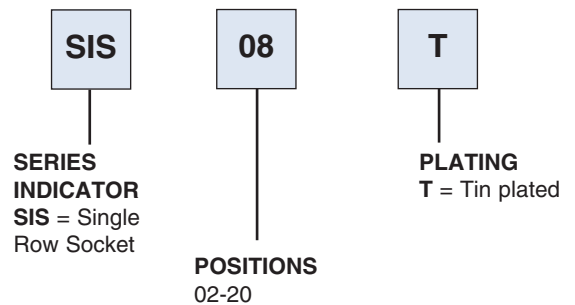 SIS 08 T
SERIES
INDICATOR
SIS = Single
Row Socket
POSITIONS
02-20
PLATING
T = Tin plated